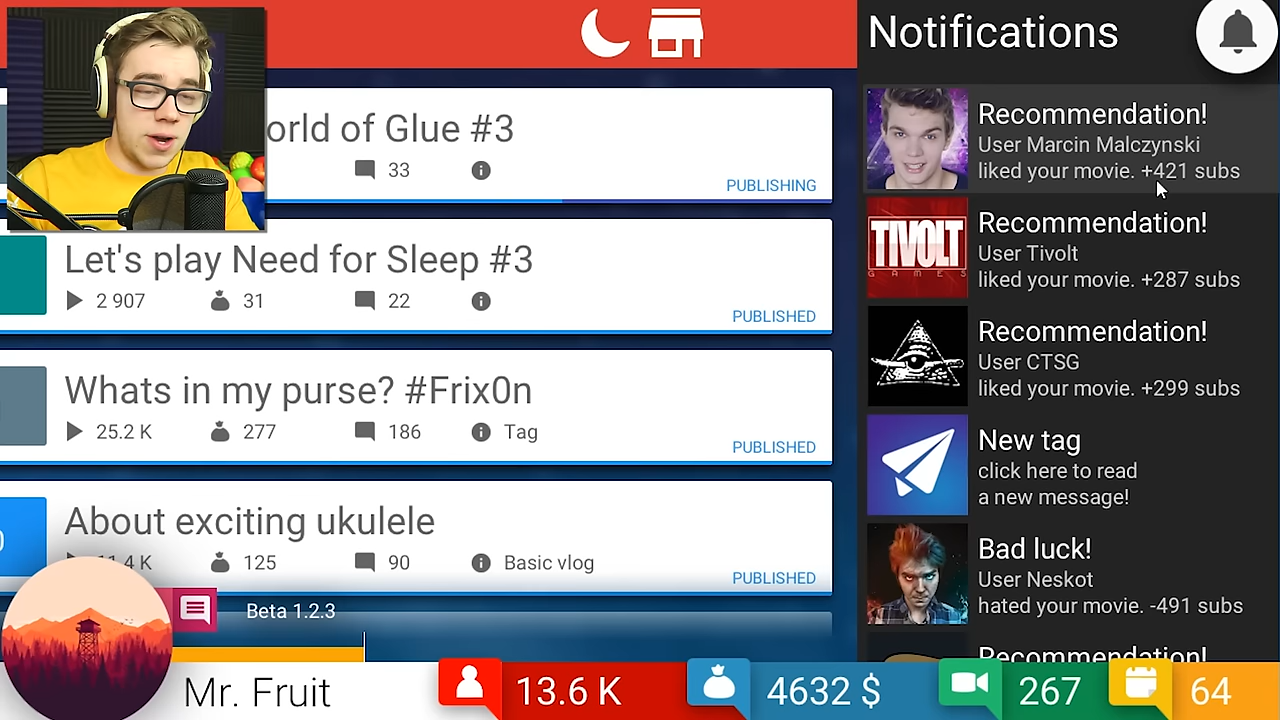 orld of Glue #3
33
PUBLISHING
Let's play Need for Sleep #3
2 907 31 22
PUBLISHED
Whats in my purse? #Frix0n
25.2 K 277 186 Tag
PUBLISHED
About exciting ukulele
11.4 K 125 90 Basic vlog
PUBLISHED
Beta 1.2.3
Mr. Fruit
13.6 K
4632 $
267
64
Notifications
Recommendation!
User Marcin Malczynski
liked your movie. +421 subs
TIVOLT
GAMES
Recommendation!
User Tivolt
liked your movie. +287 subs
Recommendation!
User CTSG
liked your movie. +299 subs
New tag
click here to read
a new message!
Bad luck!
User Neskot
hated your movie. -491 subs
Recommendation!